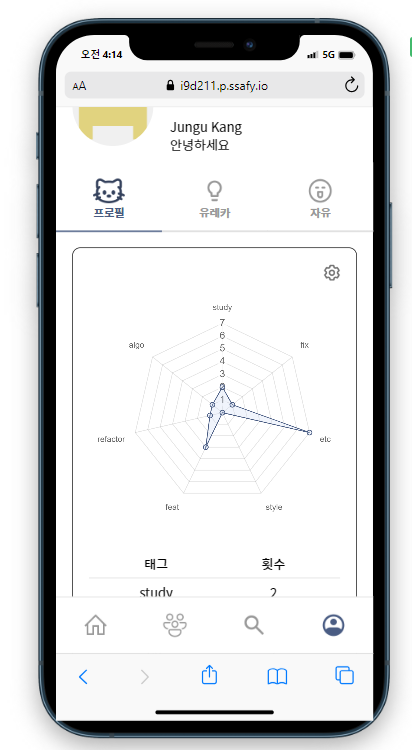 오전 4:14
5G
AA
i9d211.p.ssafy.io
Jungu Kang
안녕하세요
프로필
유레카
자유
study
7
6
5
4
3
2
1
algo
fix
refactor
etc
feat
style
태그 횟수
study 2